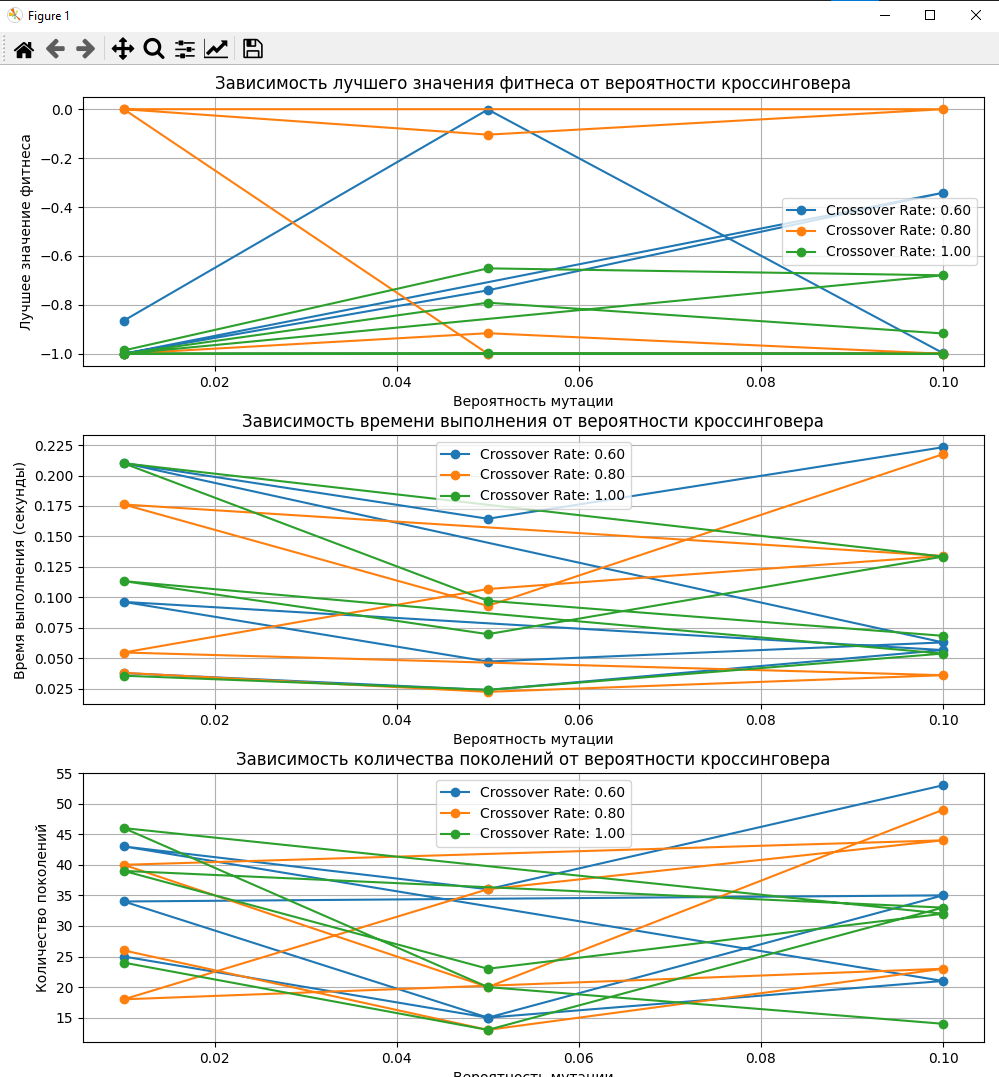 Figure 1
Зависимость лучшего значения фитнеса от вероятности кроссинговера
Лучшее значение фитнеса
0.0
−0.2
−0.4
−0.6
−0.8
−1.0
Crossover Rate: 0.60
Crossover Rate: 0.80
Crossover Rate: 1.00
0.02 0.04 0.06 0.08 0.10
Вероятность мутации
Зависимость времени выполнения от вероятности кроссинговера
Время выполнения (секунды)
0.225
0.200
0.175
0.150
0.125
0.100
0.075
0.050
0.025
Crossover Rate: 0.60
Crossover Rate: 0.80
Crossover Rate: 1.00
0.02 0.04 0.06 0.08 0.10
Вероятность мутации
Зависимость количества поколений от вероятности кроссинговера
Количество поколений
55
50
45
40
35
30
25
20
15
Crossover Rate: 0.60
Crossover Rate: 0.80
Crossover Rate: 1.00
0.02 0.04 0.06 0.08 0.10
Вероятность мутации